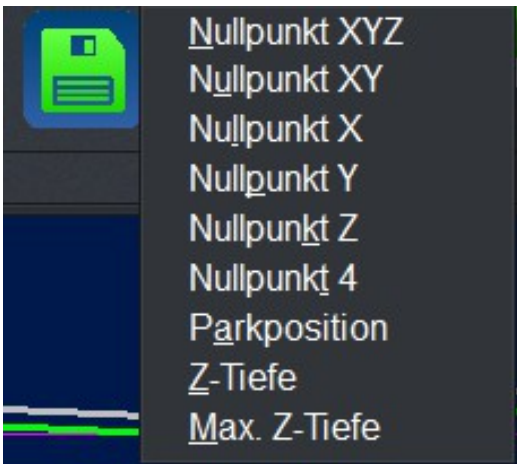 Nullpunkt XYZ
Nullpunkt XY
Nullpunkt X
Nullpunkt Y
Nullpunkt Z
Nullpunkt 4
Parkposition
Z-Tiefe
Max. Z-Tiefe